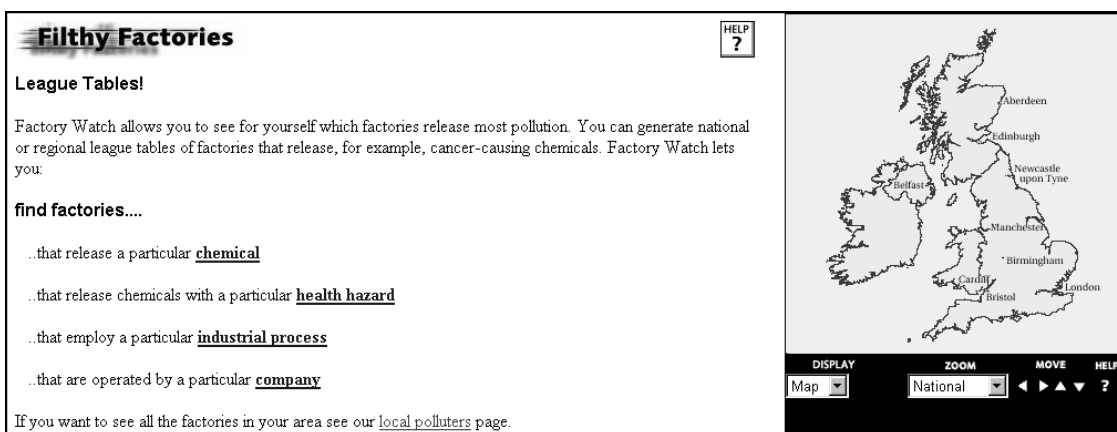 Filthy Factories
HELP
?
League Tables!
Factory Watch allows you to see for yourself which factories release most pollution. You can generate national
or regional league tables of factories that release, for example, cancer-causing chemicals. Factory Watch lets
you:
find factories....
..that release a particular chemical
..that release chemicals with a particular health hazard
..that employ a particular industrial process
..that are operated by a particular company
If you want to see all the factories in your area see our local polluters page.
Aberdeen
Edinburgh
Newcastle
upon Tyne
Belfast
Manchester
Birmingham
Cardiff
London
Bristol
DISPLAY ZOOM MOVE HELP
Map National ?